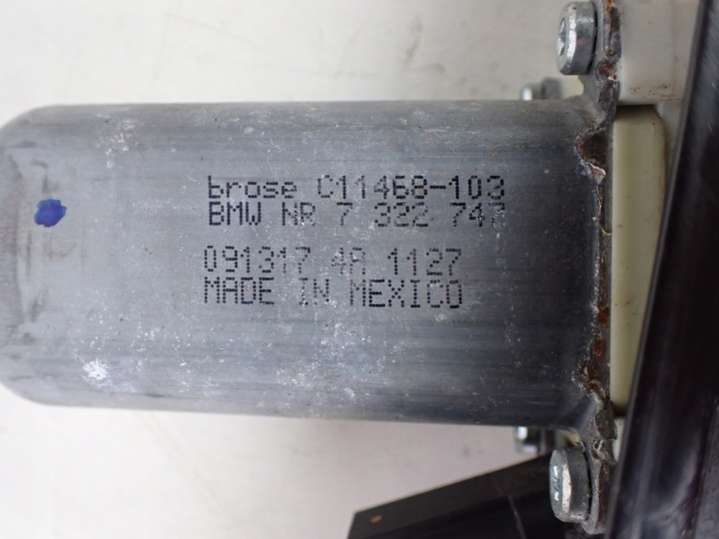 brose C11468-103
BMW NR 7 322 747
091317 4A 1127
MADE IN MEXICO